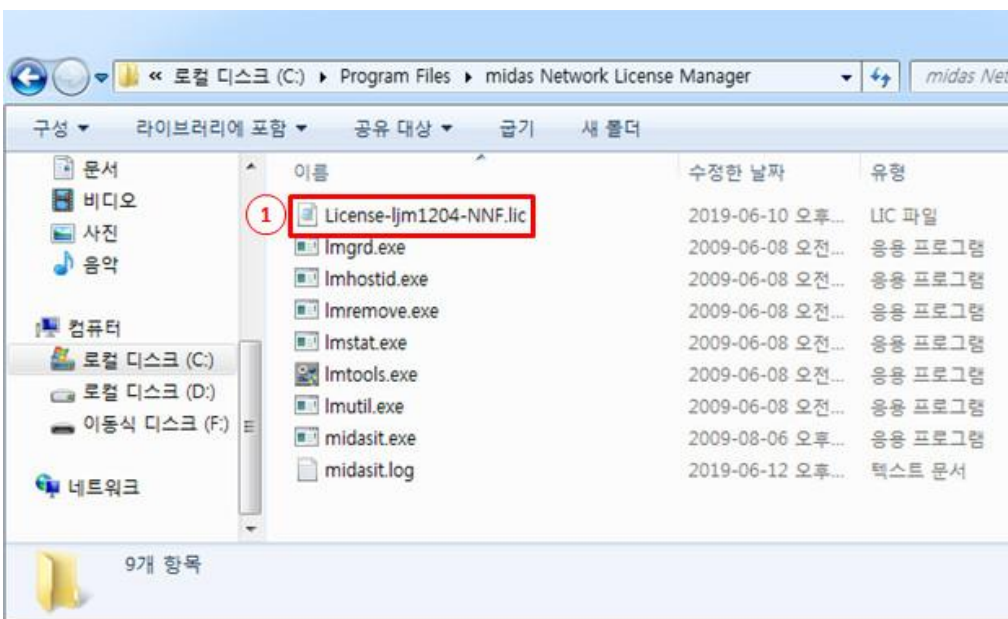 « 로컬 디스크 (C:) ▸ Program Files ▸ midas Network License Manager midas Net
구성 라이브러리에 포함 공유 대상 굽기 새 폴더
문서
비디오
사진
음악
컴퓨터
로컬 디스크 (C:)
로컬 디스크 (D:)
이동식 디스크 (F:)
네트워크
이름 수정한 날짜 유형
1 License-ljm1204-NNF.lic 2019-06-10 오후... LIC 파일
lmgrd.exe 2009-06-08 오전... 응용 프로그램
lmhostid.exe 2009-06-08 오전... 응용 프로그램
lmremove.exe 2009-06-08 오전... 응용 프로그램
lmstat.exe 2009-06-08 오전... 응용 프로그램
lmtools.exe 2009-06-08 오전... 응용 프로그램
lmutil.exe 2009-06-08 오전... 응용 프로그램
midasit.exe 2009-08-06 오후... 응용 프로그램
midasit.log 2019-06-12 오후... 텍스트 문서
9개 항목